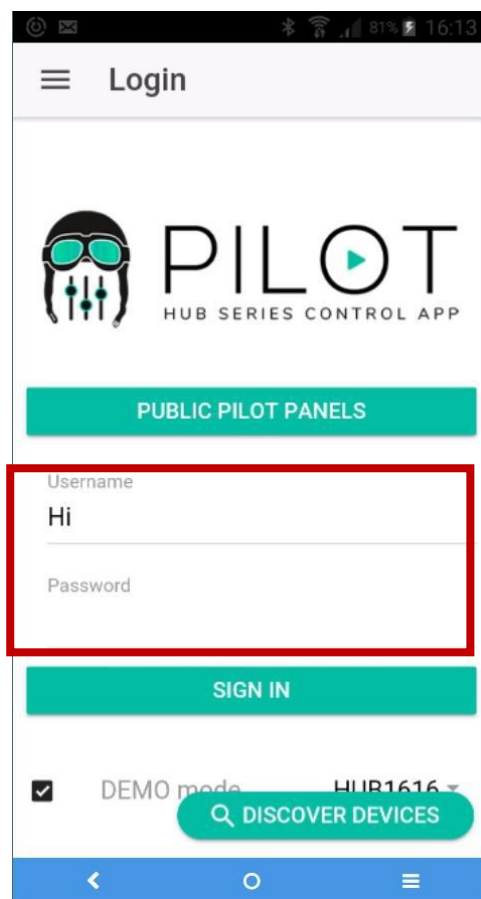 81% 16:13
Login
PILOT
HUB SERIES CONTROL APP
PUBLIC PILOT PANELS
Username
Hi
Password
SIGN IN
DEMO mode HUB1616
DISCOVER DEVICES